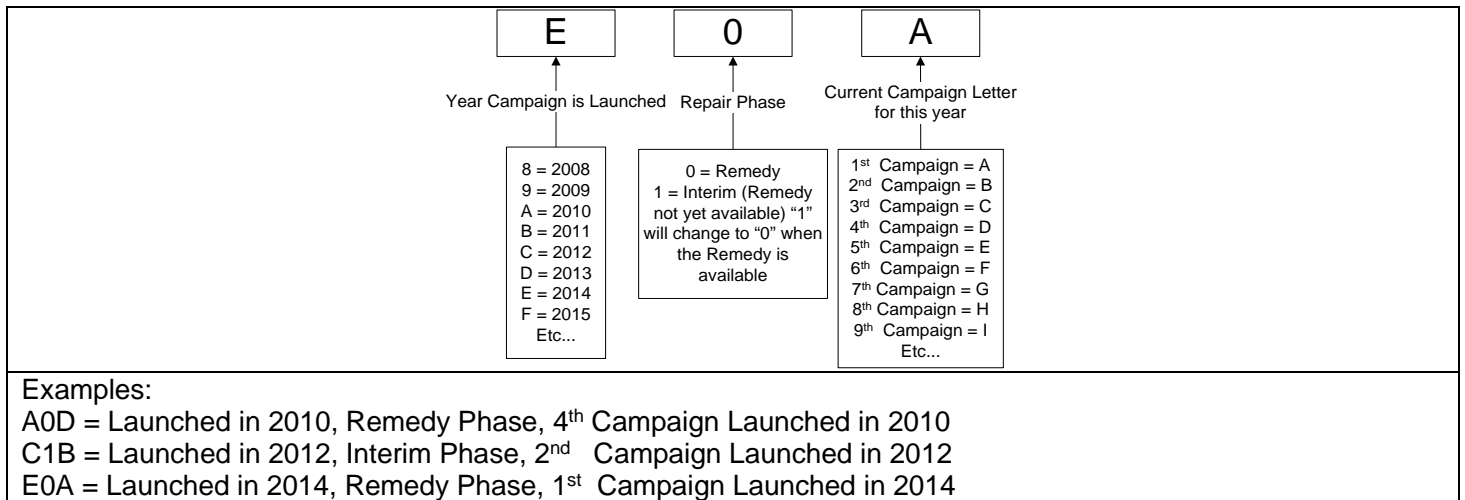 E
0
A
Year Campaign is Launched
Repair Phase
Current Campaign Letter
for this year
8 = 2008
9 = 2009
A = 2010
B = 2011
C = 2012
D = 2013
E = 2014
F = 2015
Etc...
0 = Remedy
1 = Interim (Remedy
not yet available) “1”
will change to “0” when
the Remedy is
available
1st Campaign = A
2nd Campaign = B
3rd Campaign = C
4th Campaign = D
5th Campaign = E
6th Campaign = F
7th Campaign = G
8th Campaign = H
9th Campaign = I
Etc...
Examples:
A0D = Launched in 2010, Remedy Phase, 4th Campaign Launched in 2010
C1B = Launched in 2012, Interim Phase, 2nd Campaign Launched in 2012
E0A = Launched in 2014, Remedy Phase, 1st Campaign Launched in 2014